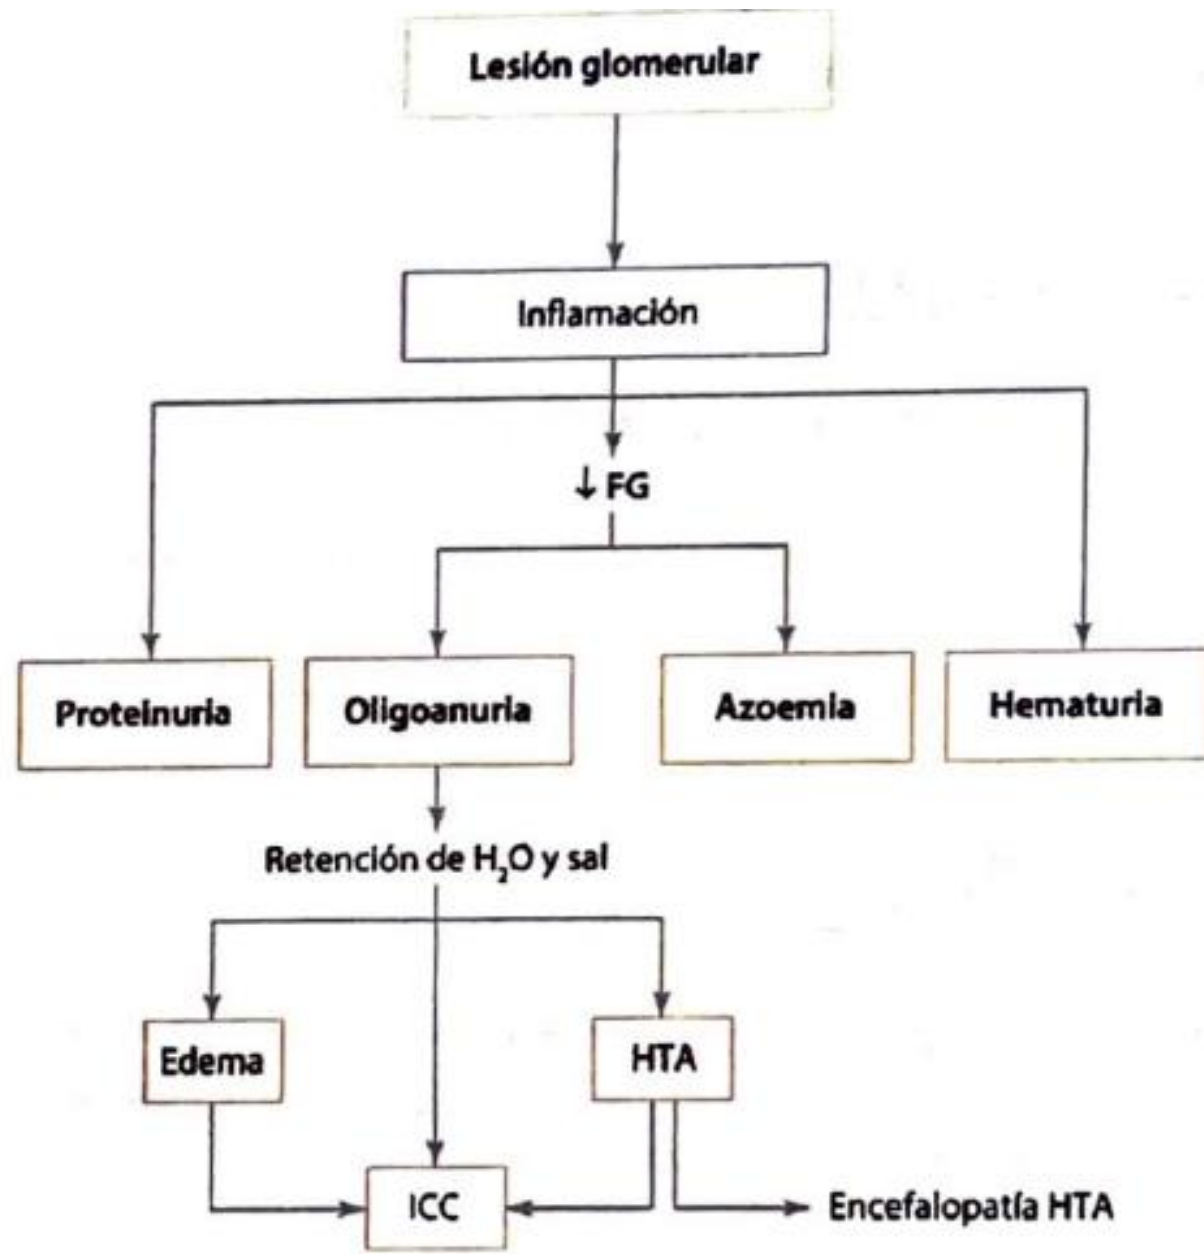 Lesión glomerular
Inflamación
↓ FG
Proteinuria
Oligoanuria
Azoemia
Hematuria
Retención de H₂O y sal
Edema
HTA
ICC
Encefalopatía HTA